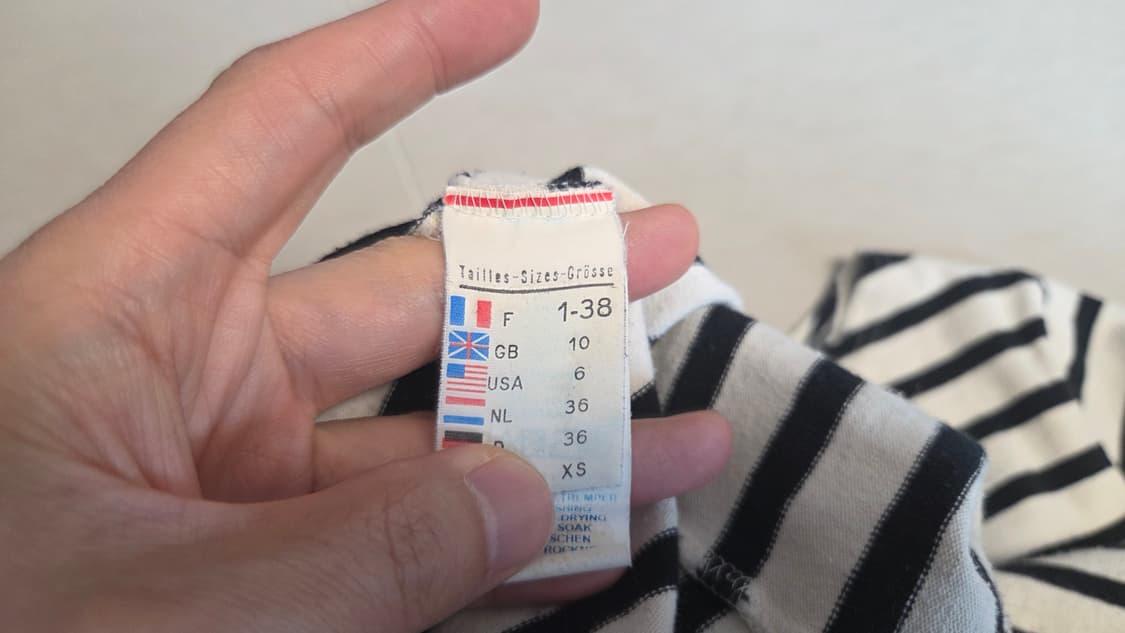 Tailles-Sizes-Grösse
F 1-38
GB 10
USA 6
NL 36
36
XS
DRYING
SOAK